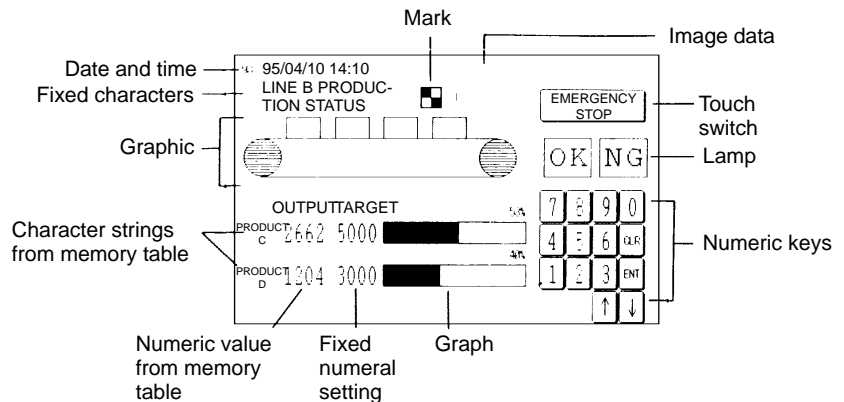 Mark
Image data
Date and time
95/04/10 14:10
Fixed characters
LINE B PRODUC-
TION STATUS
EMERGENCY
STOP
Touch
switch
Graphic
OK NG
Lamp
OUTPUTTARGET
50%
7 8 9 0
Character strings
from memory table
PRODUCT
C
2662 5000
4 5 6 CLR
Numeric keys
40%
PRODUCT
D
1204 3000
1 2 3 ENT
↑ ↓
Numeric value
from memory
table
Fixed
numeral
setting
Graph